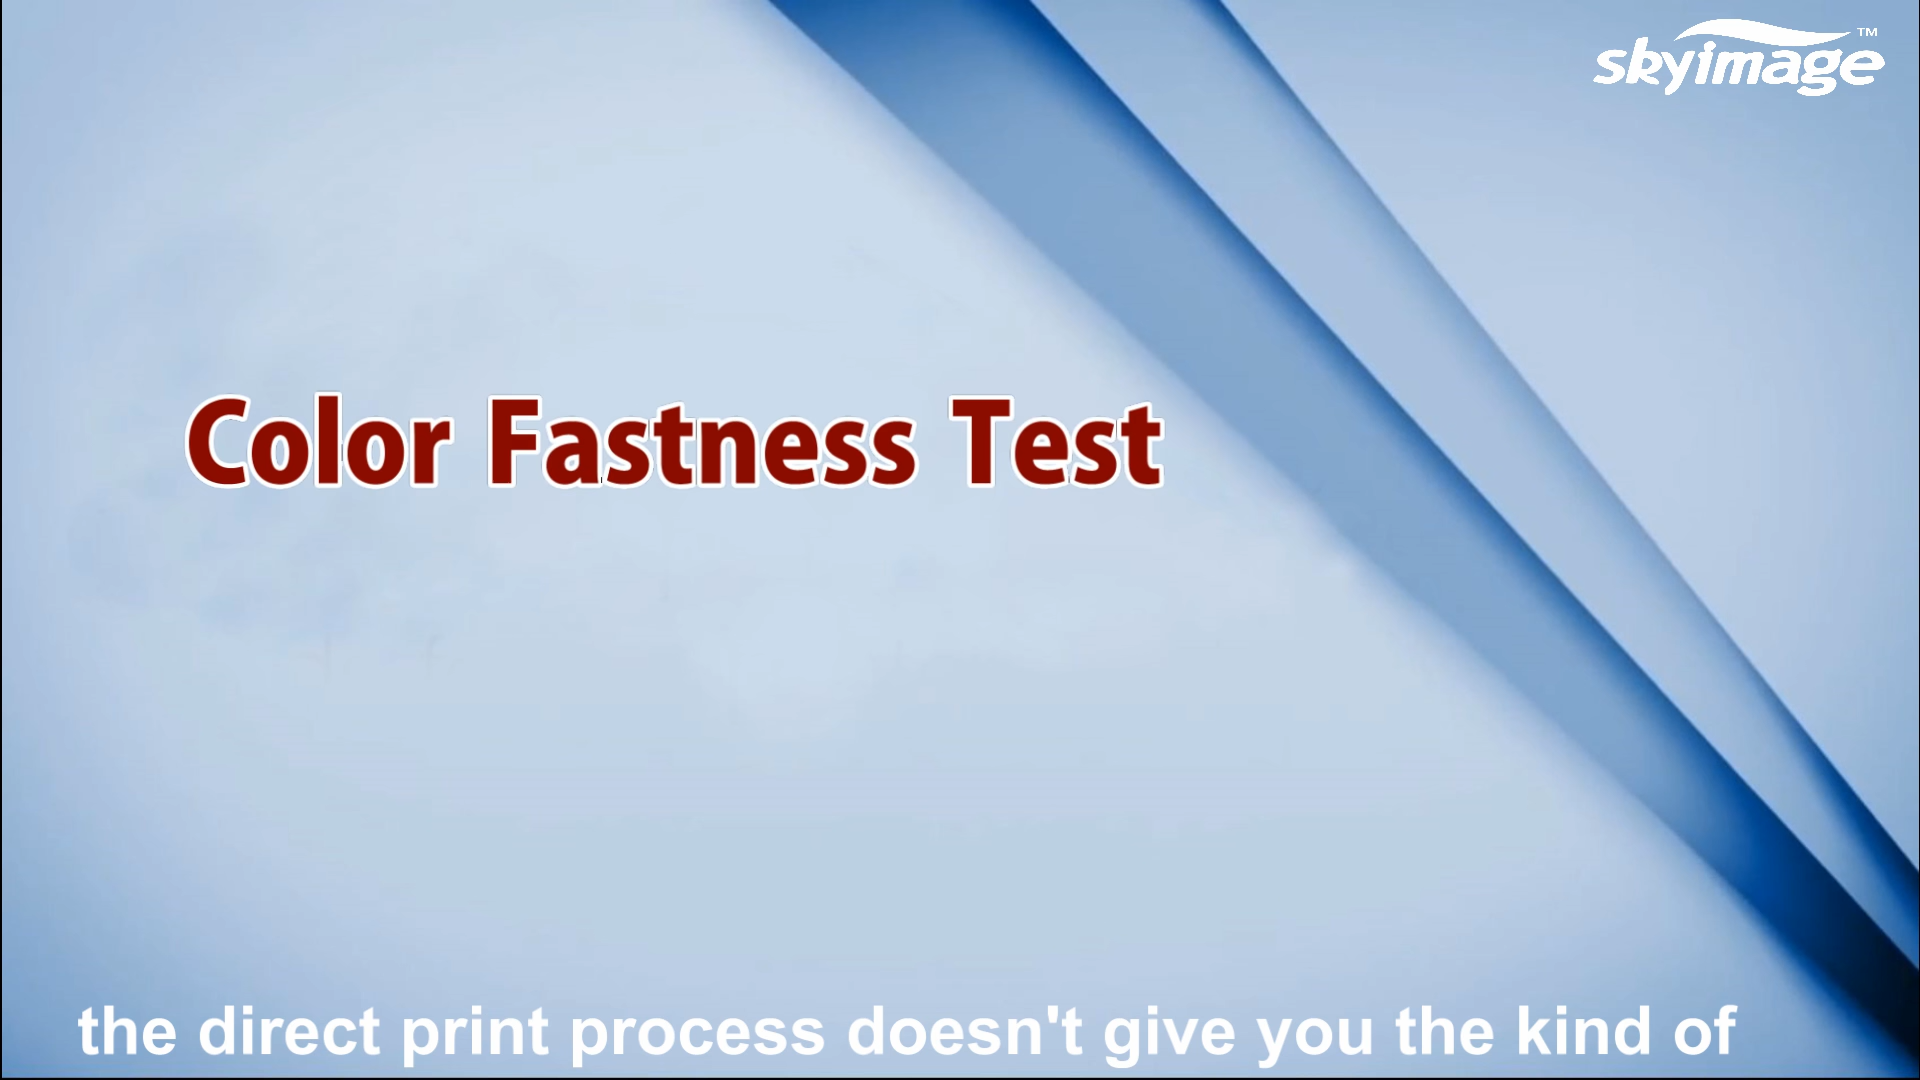 skyimage™
Color Fastness Test
the direct print process doesn't give you the kind of